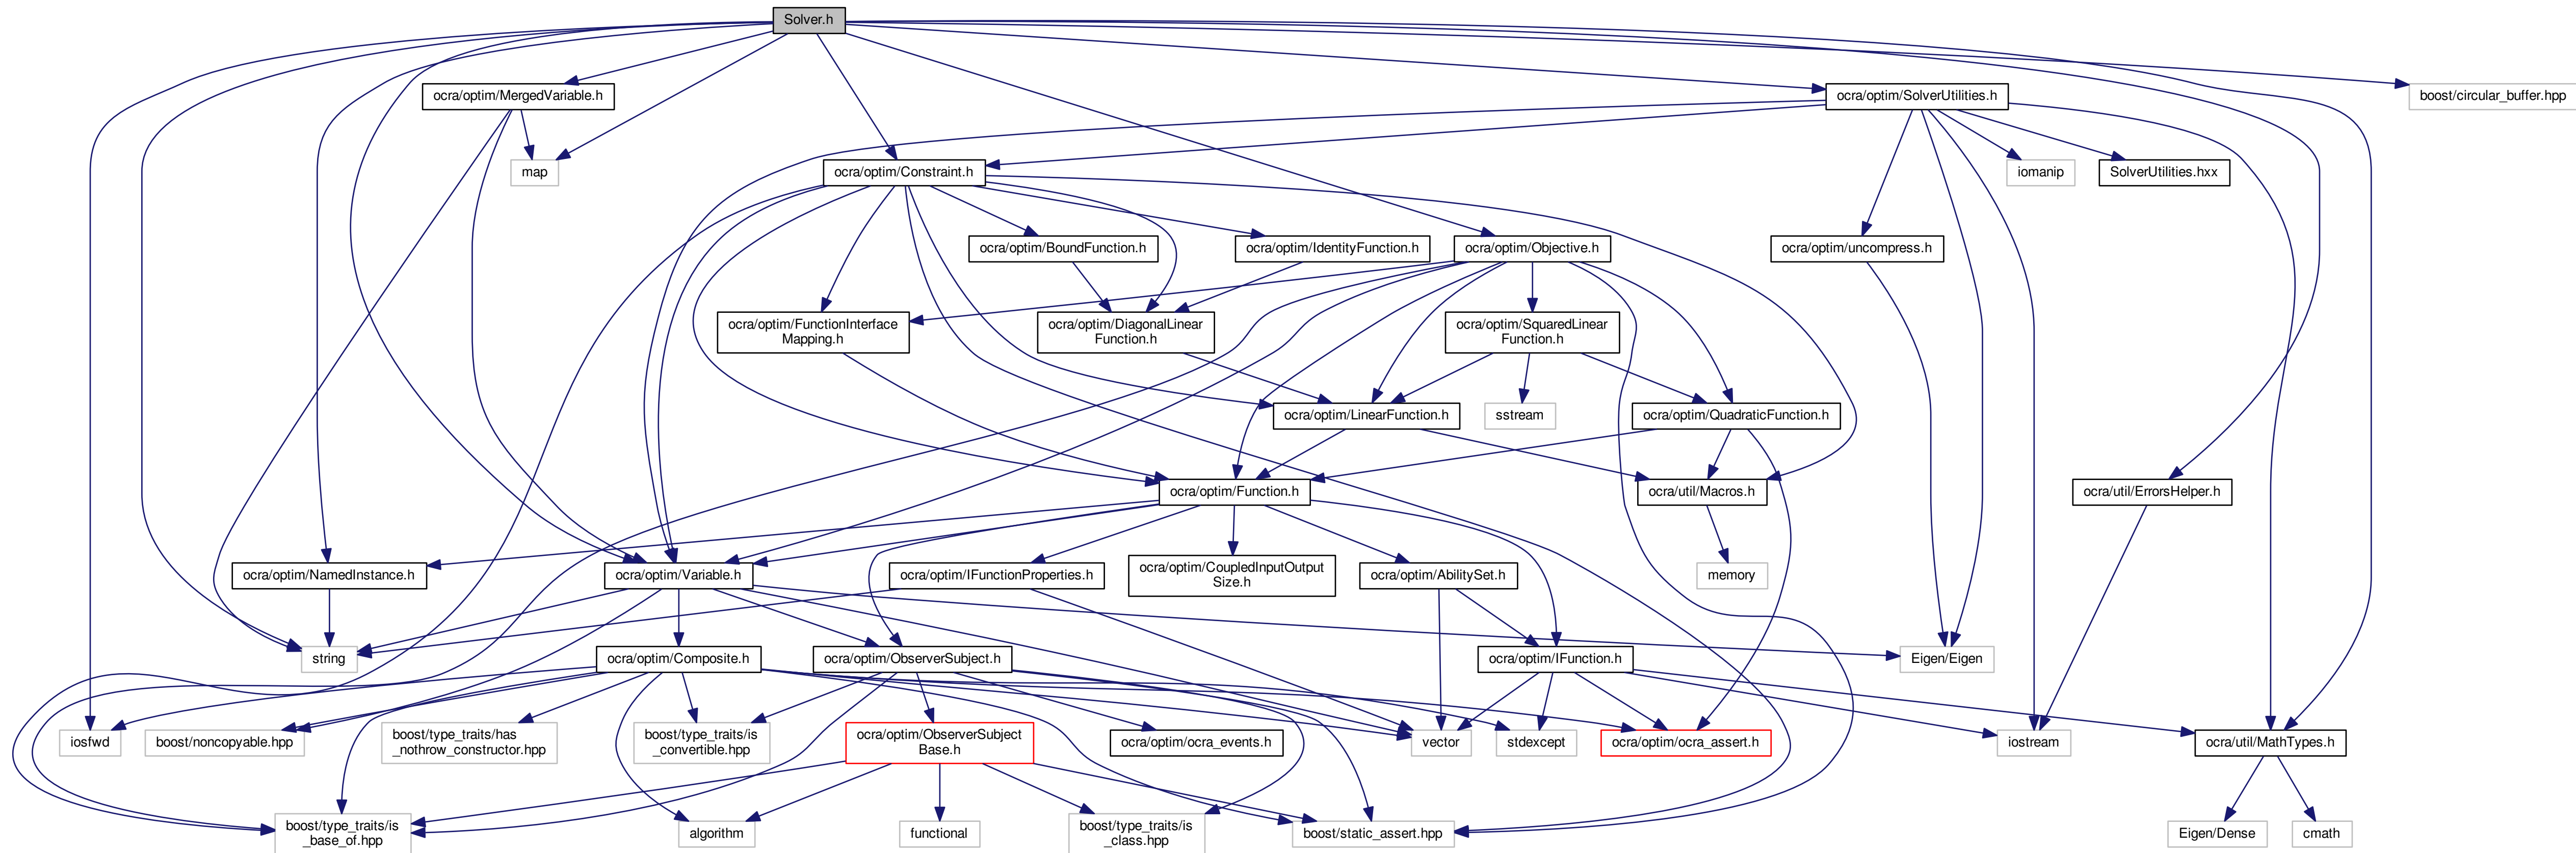 Solver.h
ocra/optim/MergedVariable.h
ocra/optim/SolverUtilities.h
boost/circular_buffer.hpp
map
ocra/optim/Constraint.h
iomanip
SolverUtilities.hxx
ocra/optim/BoundFunction.h
ocra/optim/IdentityFunction.h
ocra/optim/Objective.h
ocra/optim/uncompress.h
ocra/optim/FunctionInterface
Mapping.h
ocra/optim/DiagonalLinear
Function.h
ocra/optim/SquaredLinear
Function.h
ocra/optim/LinearFunction.h
sstream
ocra/optim/QuadraticFunction.h
ocra/optim/Function.h
ocra/util/Macros.h
ocra/util/ErrorsHelper.h
ocra/optim/NamedInstance.h
ocra/optim/Variable.h
ocra/optim/IFunctionProperties.h
ocra/optim/CoupledInputOutput
Size.h
ocra/optim/AbilitySet.h
memory
string
ocra/optim/Composite.h
ocra/optim/ObserverSubject.h
ocra/optim/IFunction.h
Eigen/Eigen
iosfwd
boost/noncopyable.hpp
boost/type_traits/has
_nothrow_constructor.hpp
boost/type_traits/is
_convertible.hpp
ocra/optim/ObserverSubject
Base.h
ocra/optim/ocra_events.h
vector
stdexcept
ocra/optim/ocra_assert.h
iostream
ocra/util/MathTypes.h
boost/type_traits/is
_base_of.hpp
algorithm
functional
boost/type_traits/is
_class.hpp
boost/static_assert.hpp
Eigen/Dense
cmath